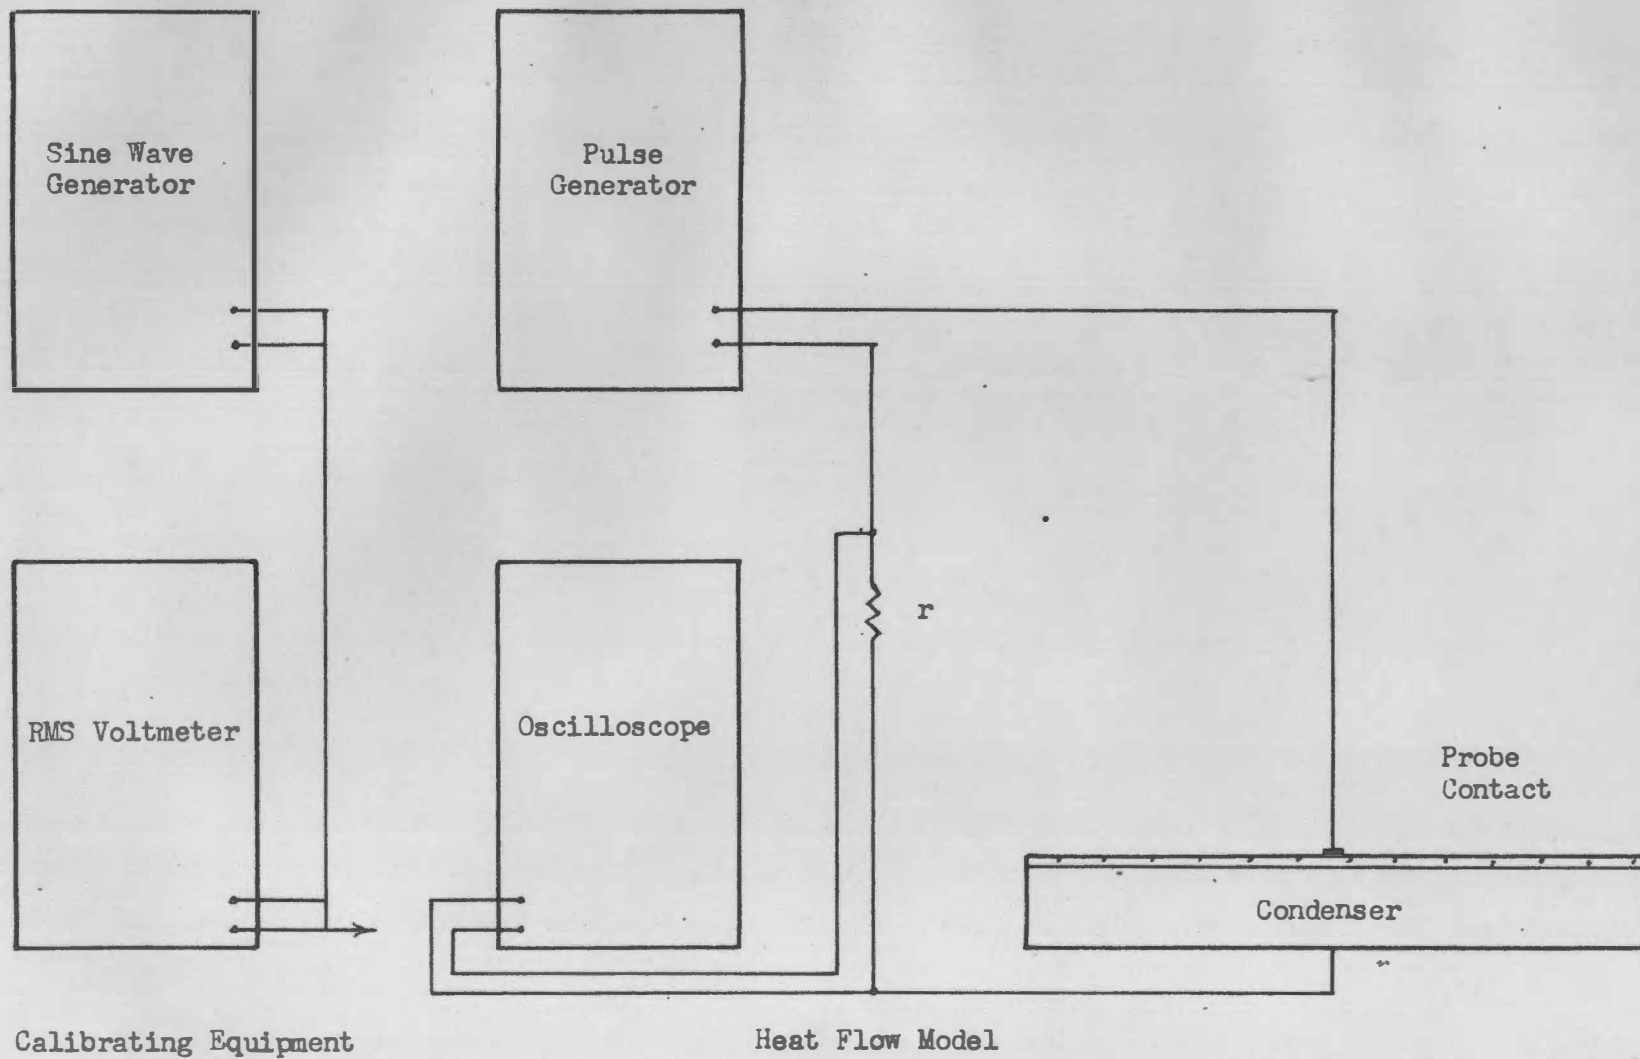 Sine Wave
Generator
Pulse
Generator
RMS Voltmeter
Oscilloscope
r
Probe
Contact
Condenser
Calibrating Equipment
Heat Flow Model